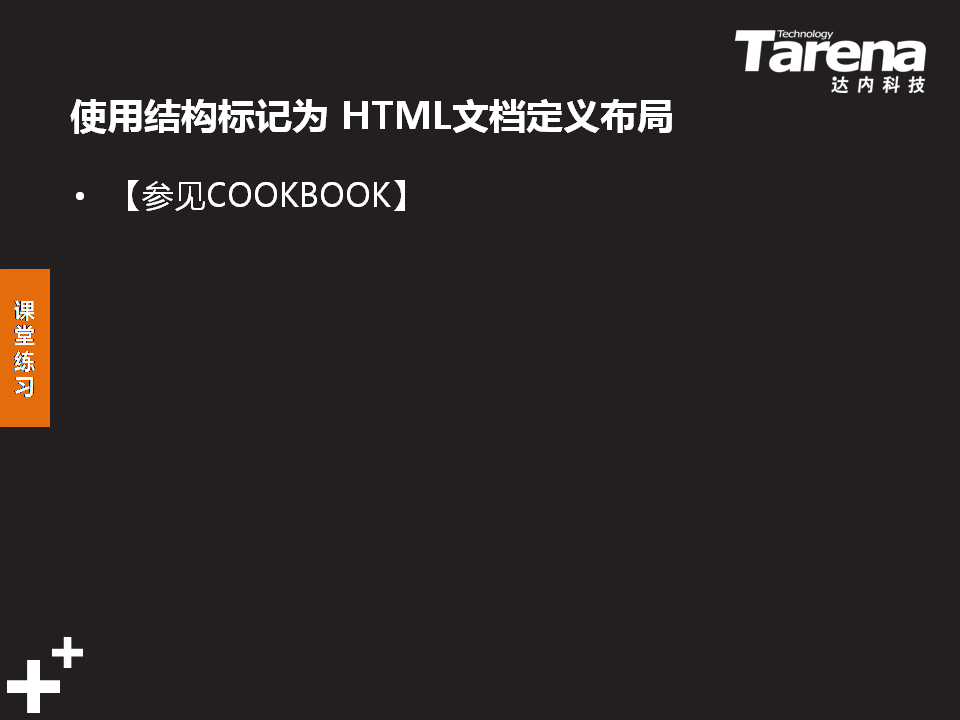 Technology
Tarena
达内科技
使用结构标记为 HTML文档定义布局
• 【参见COOKBOOK】
课
堂
练
习